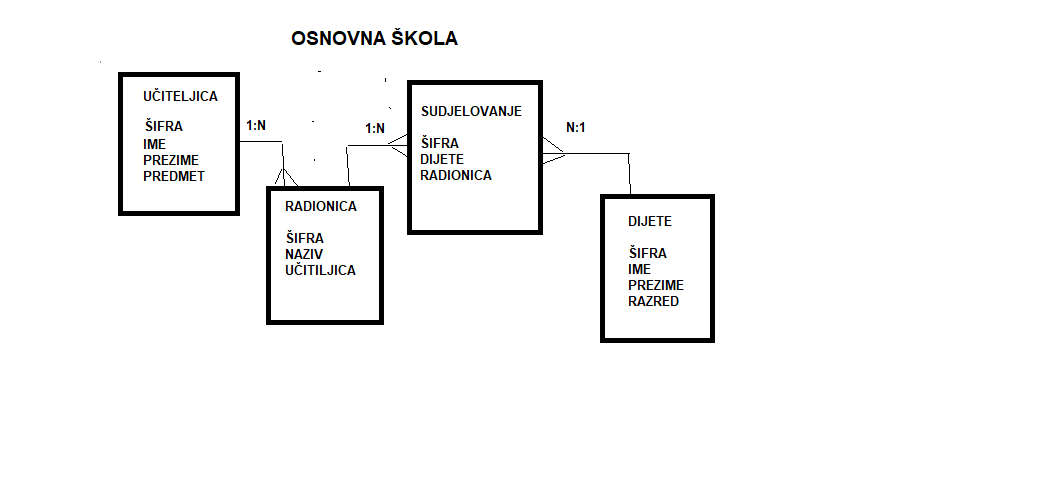 OSNOVNA ŠKOLA
UČITELJICA
ŠIFRA
IME
PREZIME
PREDMET
1:N
RADIONICA
ŠIFRA
NAZIV
UČITILJICA
1:N
SUDJELOVANJE
ŠIFRA
DIJETE
RADIONICA
N:1
DIJETE
ŠIFRA
IME
PREZIME
RAZRED